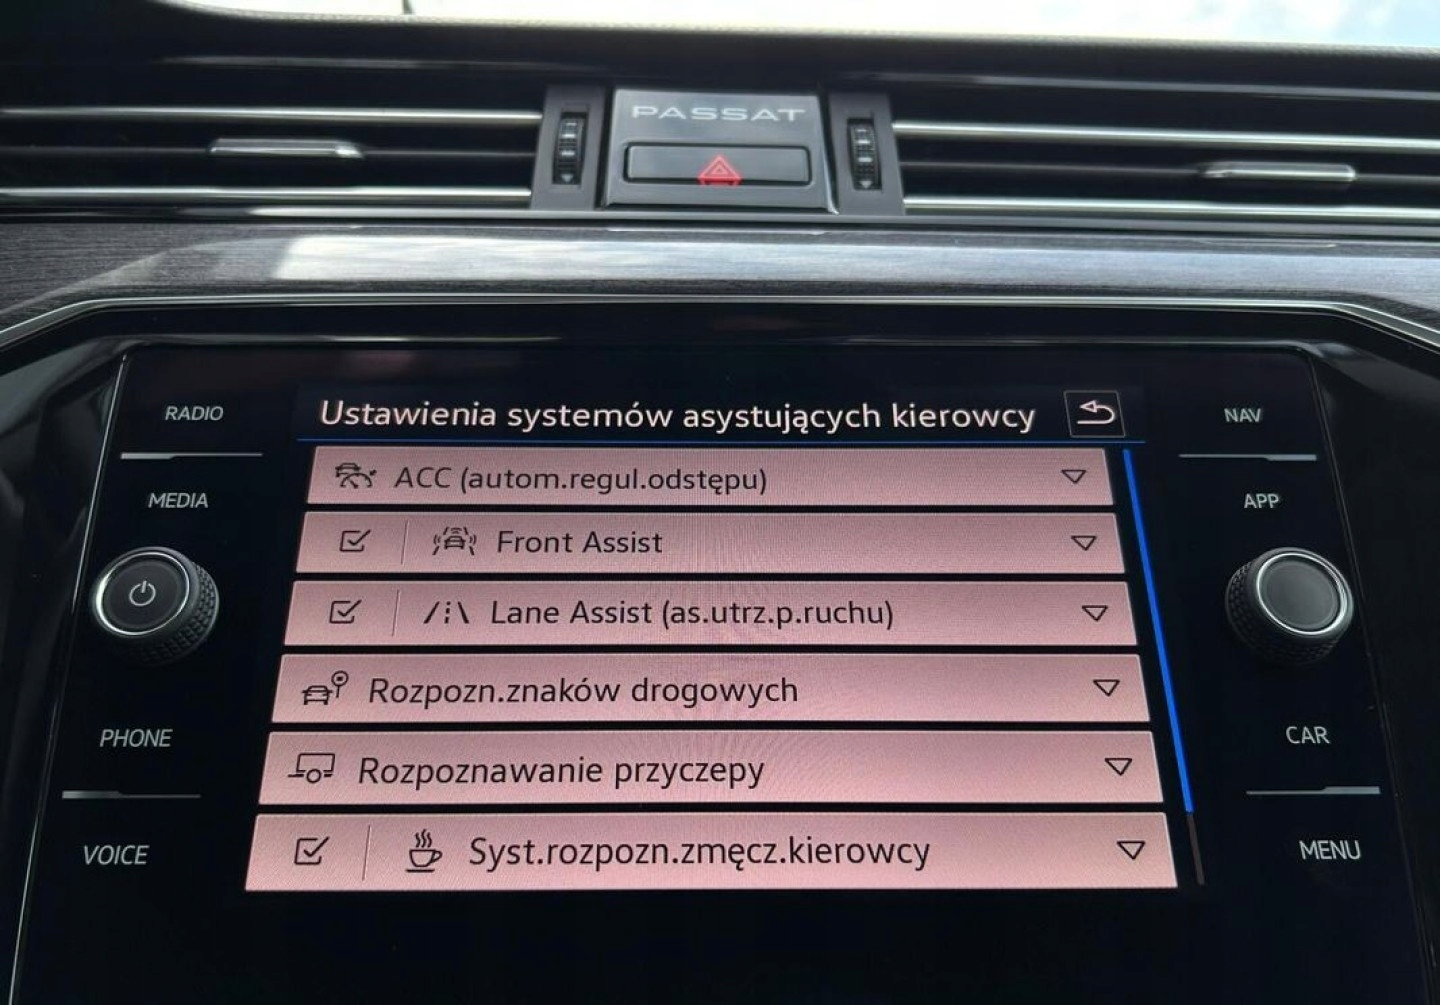 PASSAT
RADIO
MEDIA
PHONE
VOICE
Ustawienia systemów asystujących kierowcy
ACC (autom.regul.odstępu)
Front Assist
Lane Assist (as.utrz.p.ruchu)
Rozpozn.znaków drogowych
Rozpoznawanie przyczepy
Syst.rozpozn.zmęcz.kierowcy
NAV
APP
CAR
MENU